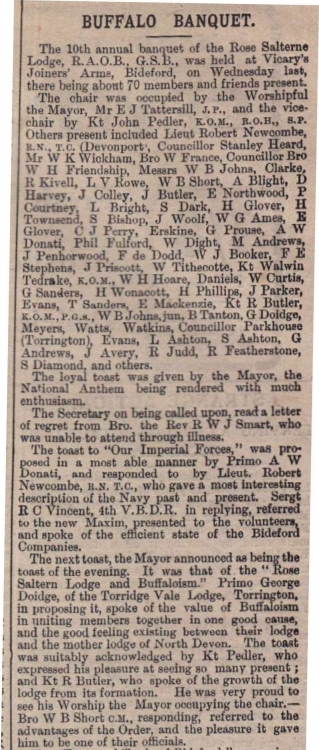 BUFFALO BANQUET.
The 10th annual banquet of the Rose Salterne
Lodge, R.A.O.B., G.S.B., was held at Vicary's
Joiners' Arms, Bideford, on Wednesday last,
there being about 70 members and friends present.
The chair was occupied by the Worshipful
the Mayor, Mr E J Tattersill, J.P., and the vice-
chair by Kt John Pedler, K.O.M., R.O.H., S.P.
Others present included Lieut Robert Newcombe,
R.N., T.C. (Devonport, Councillor Stanley Heard,
Mr W K Wickham, Bro W France, Councillor Bro
W H Friendship, Messrs W B Johns, Clarke,
R Kivell, L V Rowe, W B Short, A Blight, D
Harvey, J Colley, J Butler, E Northwood, P
Courtney, L Bright, S Dark, H Glover, H
Townsend, S Bishop, J Woolf, W G Ames, E
Glover, C J Perry, Erskine, G Prouse, A W
Donati, Phil Fulford, W Dight, M Andrews,
J Penhorwood, F de Dodd, W J Booker, F E
Stephens, J Priscott, W Tithecotte, Kt Walwin
Tedrake, K.O.M., W H Hoare, Daniels, W Curtis,
G Sanders, H Wonacott, H Phillips, J Parker,
Evans, T Sanders, E Mackenzie, Kt R Butler,
K.O.M., P.G.S., W B Johns, jun, B Tanton, G Doidge,
Meyers, Watts, Watkins, Councillor Parkhouse
(Torrington), Evans, L Ashton, S Ashton, G
Andrews, J Avery, R Judd, R Featherstone,
S Diamond, and others.
The loyal toast was given by the Mayor, the
National Anthem being rendered with much
enthusiasm.
The Secretary on being called upon, read a letter
of regret from Bro. the Rev R W J Smart, who
was unable to attend through illness.
The toast to "Our Imperial Forces," was pro-
posed in a most able manner by Primo A W
Donati, and responded to by Lieut. Robert
Newcombe, R.N. T.C., who gave a most interesting
description of the Navy past and present. Sergt
R C Vincent, 4th V.B.D.R. in replying, referred
to the new Maxim, presented to the volunteers,
and spoke of the efficient state of the Bideford
Companies.
The next toast, the Mayor announced as being the
toast of the evening. It was that of the "Rose
Saltern Lodge and Buffaloism." Primo George
Doidge, of the Torridge Vale Lodge, Torrington,
in proposing it, spoke of the value of Buffaloism
in uniting members together in one good cause,
and the good feeling existing between their lodge
and the mother lodge of North Devon. The toast
was suitably acknowledged by Kt Pedler, who
expressed his pleasure at seeing so many present;
and Kt R Butler, who spoke of the growth of the
lodge from its formation. He was very proud to
see his Worship the Mayor occupying the chair.—
Bro W B Short C.M., responding, referred to the
advantages of the Order, and the pleasure it gave
him to be one of their officials.